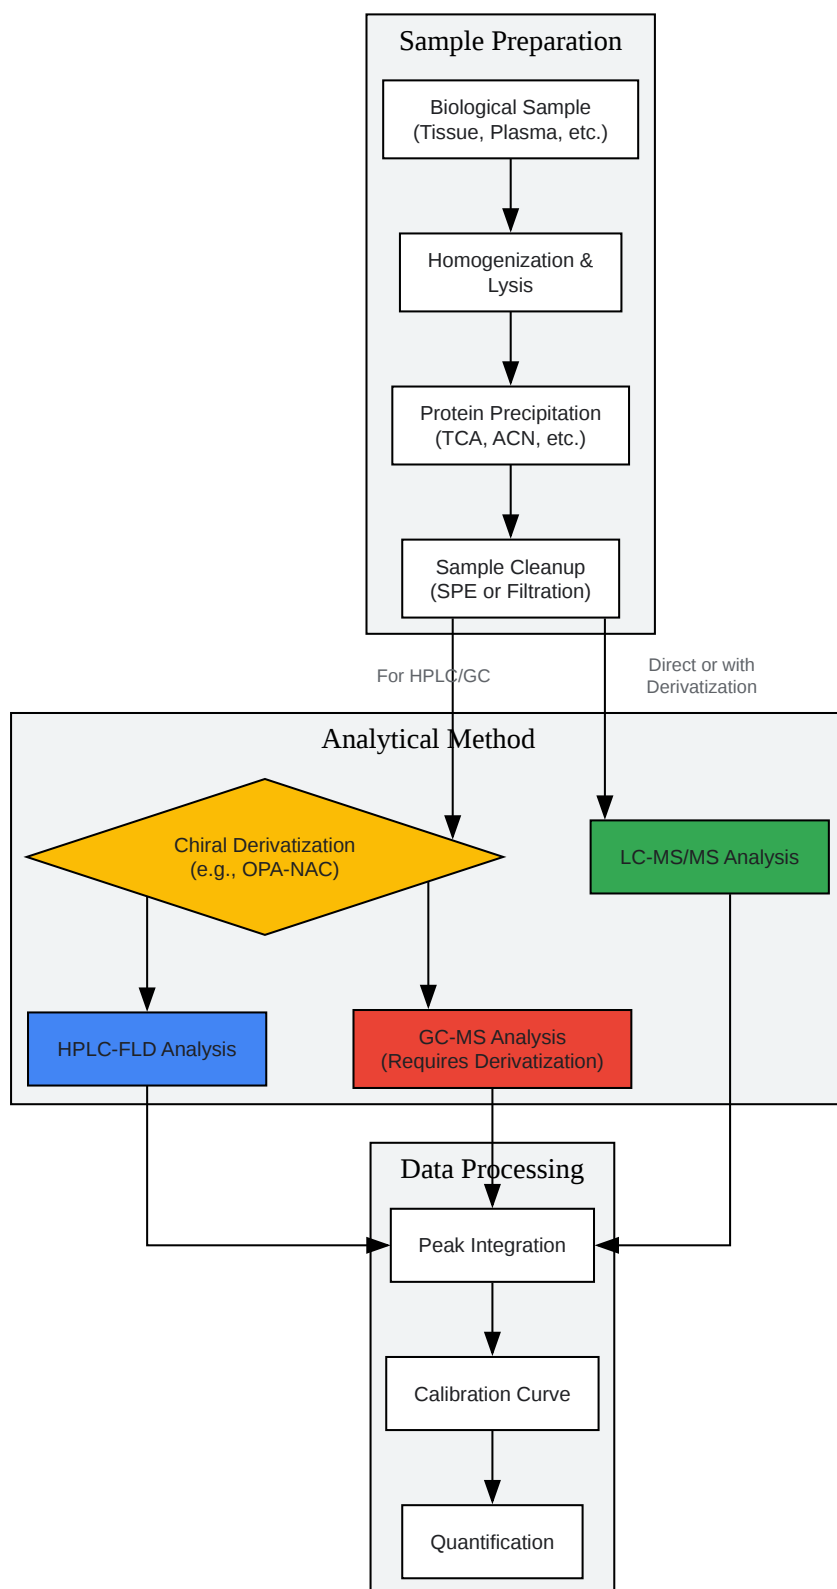 Sample Preparation
Biological Sample
(Tissue, Plasma, etc.)
Homogenization &
Lysis
Protein Precipitation
(TCA, ACN, etc.)
Sample Cleanup
(SPE or Filtration)
For HPLC/GC
Direct or with
Derivatization
Analytical Method
Chiral Derivatization
(e.g., OPA-NAC)
LC-MS/MS Analysis
HPLC-FLD Analysis
GC-MS Analysis
(Requires Derivatization)
Data Processing
Peak Integration
Calibration Curve
Quantification